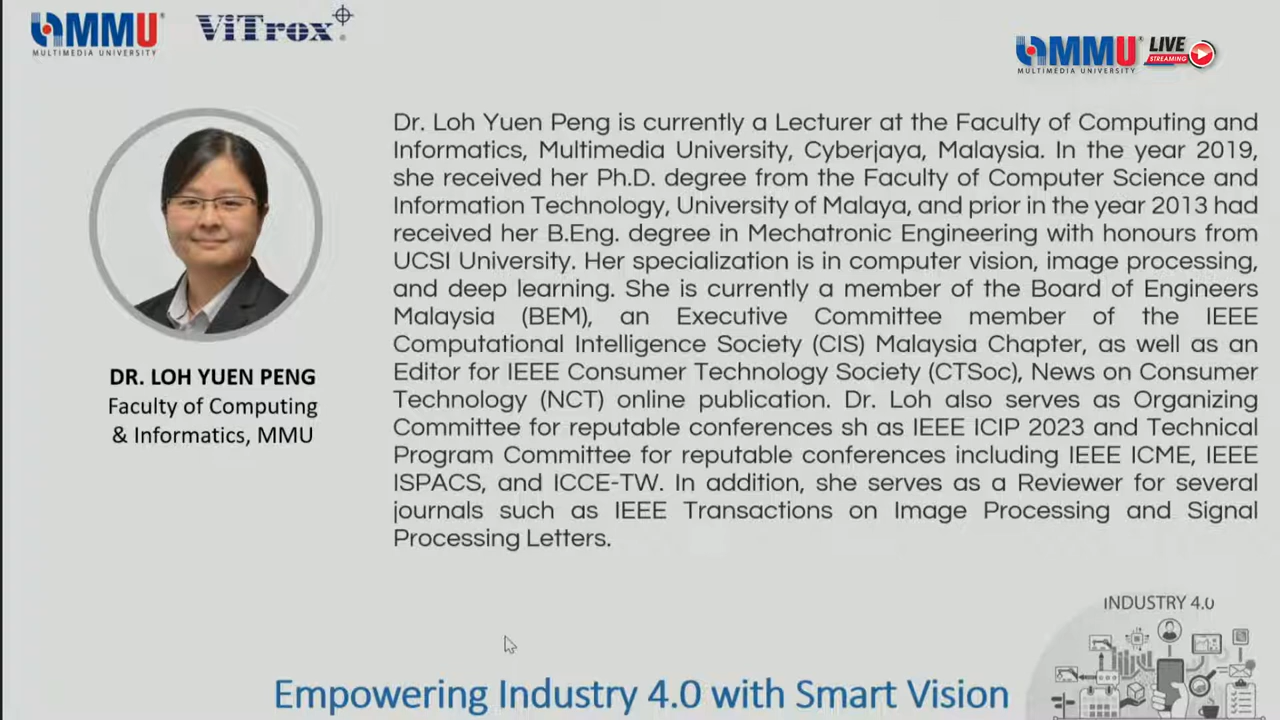 MMU
MULTIMEDIA UNIVERSITY
ViTrox
MMU
MULTIMEDIA UNIVERSITY
LIVE
STREAMING
Dr. Loh Yuen Peng is currently a Lecturer at the Faculty of Computing and
Informatics, Multimedia University, Cyberjaya, Malaysia. In the year 2019,
she received her Ph.D. degree from the Faculty of Computer Science and
Information Technology, University of Malaya, and prior in the year 2013 had
received her B.Eng. degree in Mechatronic Engineering with honours from
UCSI University. Her specialization is in computer vision, image processing,
and deep learning. She is currently a member of the Board of Engineers
Malaysia (BEM), an Executive Committee member of the IEEE
Computational Intelligence Society (CIS) Malaysia Chapter, as well as an
Editor for IEEE Consumer Technology Society (CTSoc), News on Consumer
Technology (NCT) online publication. Dr. Loh also serves as Organizing
Committee for reputable conferences sh as IEEE ICIP 2023 and Technical
Program Committee for reputable conferences including IEEE ICME, IEEE
ISPACS, and ICCE-TW. In addition, she serves as a Reviewer for several
journals such as IEEE Transactions on Image Processing and Signal
Processing Letters.
DR. LOH YUEN PENG
Faculty of Computing
& Informatics, MMU
INDUSTRY 4.0
Empowering Industry 4.0 with Smart Vision